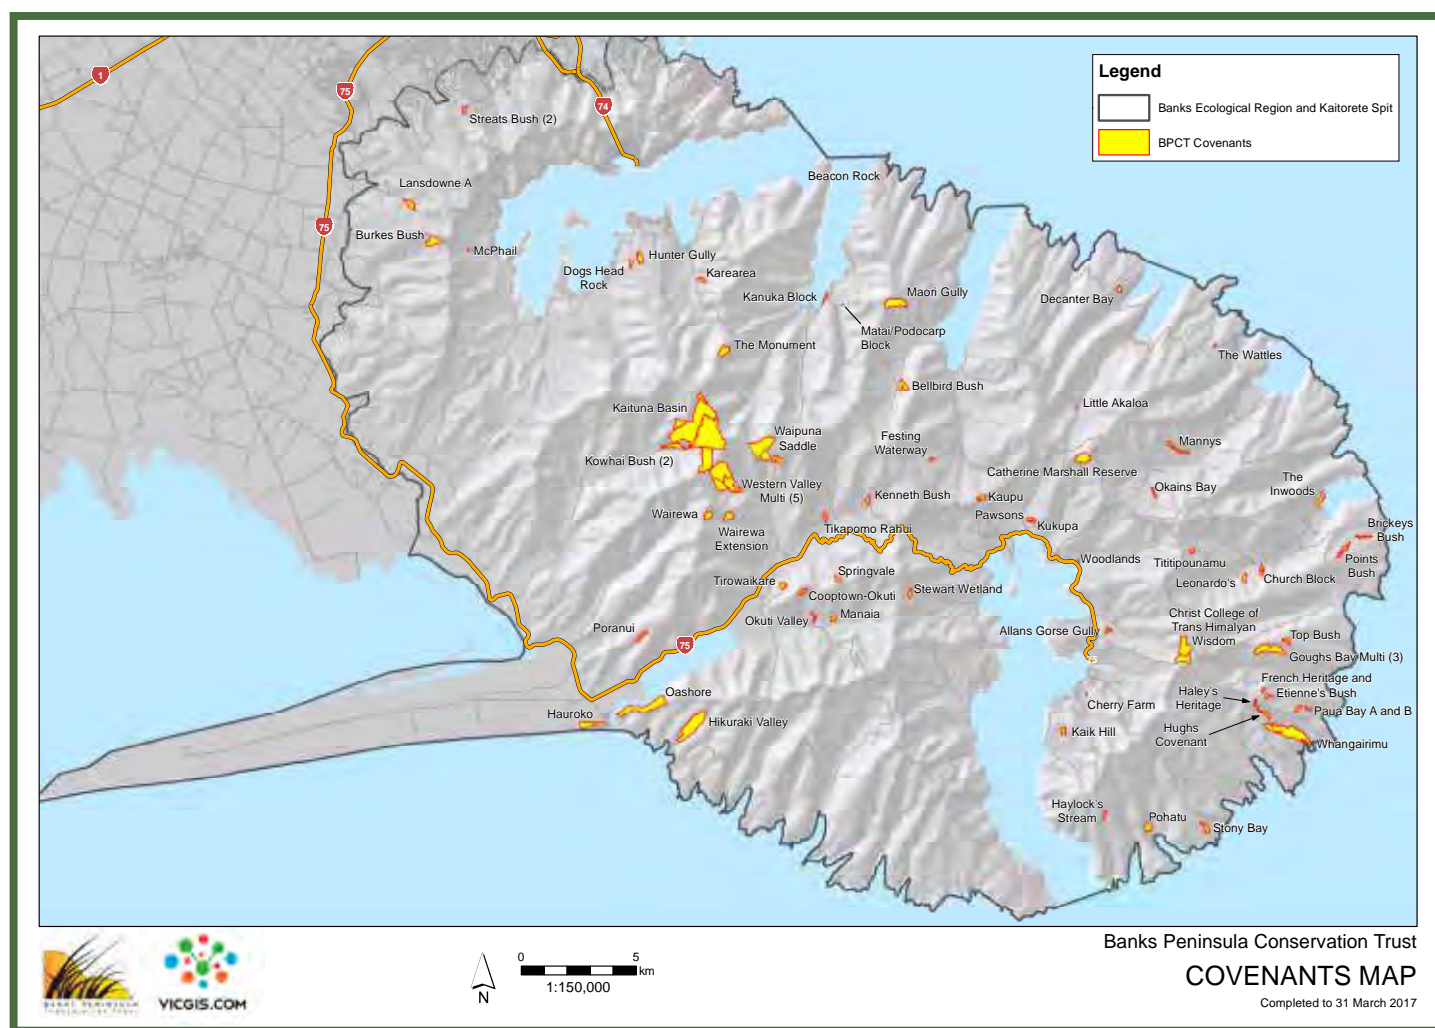 Legend
Banks Ecological Region and Kaitorete Spit
BPCT Covenants
1
75
74
75
75
75
Streats Bush (2)
Lansdowne A
Burkes Bush
McPhail
Beacon Rock
Hunter Gully
Dogs Head
Rock
Karearea
Kanuka Block
Maori Gully
Matai/Podocarp
Block
Decanter Bay
The Wattles
The Monument
Bellbird Bush
Little Akaloa
Kaituna Basin
Waipuna
Saddle
Festing
Waterway
Mannys
Kowhai Bush (2)
Catherine Marshall Reserve
Western Valley
Multi (5)
Okains Bay
The
Inwoods
Kenneth Bush
Kaupu
Wairewa
Wairewa
Extension
Tikapomo Rahui
Pawsons
Kukupa
Brickeys
Bush
Points
Bush
Woodlands
Tititipounamu
Leonardo's
Church Block
Springvale
Tirowaikare
Cooptown-Okuti
Stewart Wetland
Okuti Valley
Manaia
Poranui
Allans Gorse Gully
Christ College of
Trans Himalyan
Wisdom
Top Bush
Goughs Bay Multi (3)
French Heritage and
Etienne's Bush
Haley's
Heritage
Paua Bay A and B
Hughs
Covenant
Whangairimu
Oashore
Hauroko
Hikuraki Valley
Cherry Farm
Kaik Hill
Haylock's
Stream
Pohatu
Stony Bay
VICGIS.COM
N
0 5
km
1:150,000
Banks Peninsula Conservation Trust
COVENANTS MAP
Completed to 31 March 2017